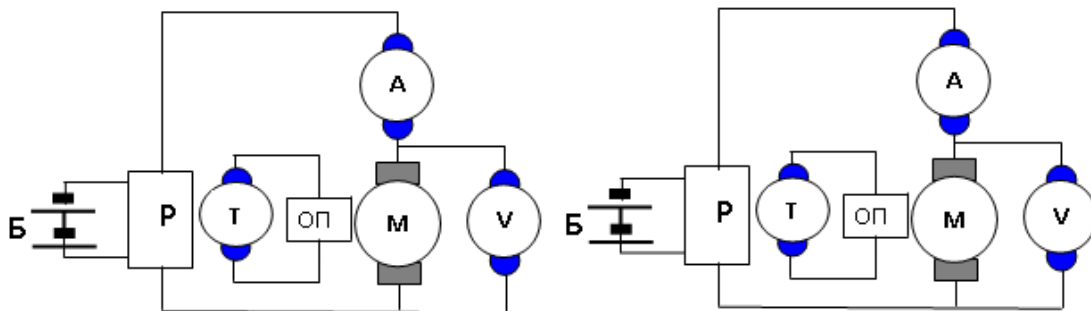 А А
Б Р Т ОП М V Б Р Т ОП М V